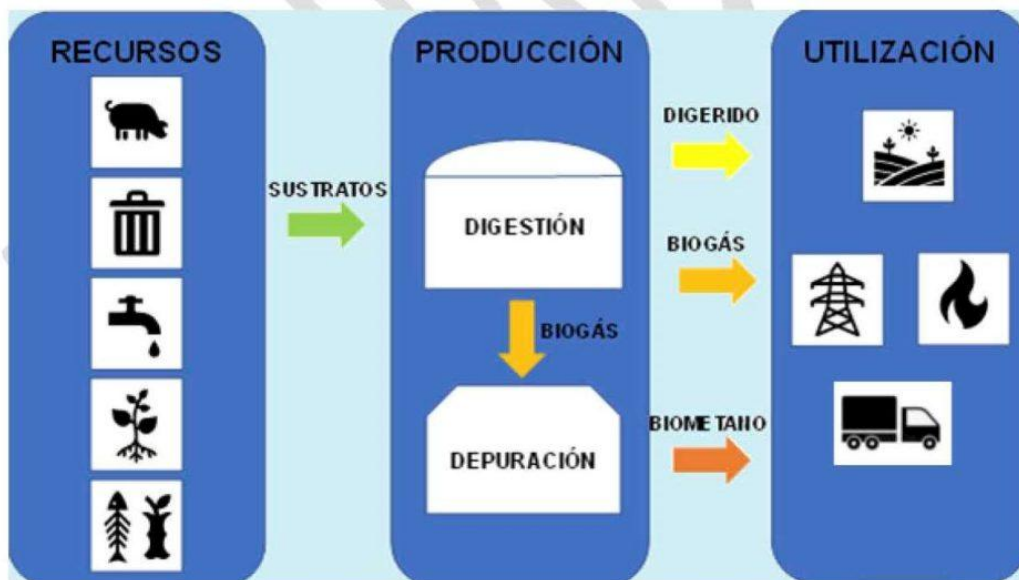 RECURSOS
PRODUCCIÓN
UTILIZACIÓN
SUSTRATOS
DIGESTIÓN
BIOGÁS
DEPURACIÓN
DIGERIDO
BIOGÁS
BIOMETANO